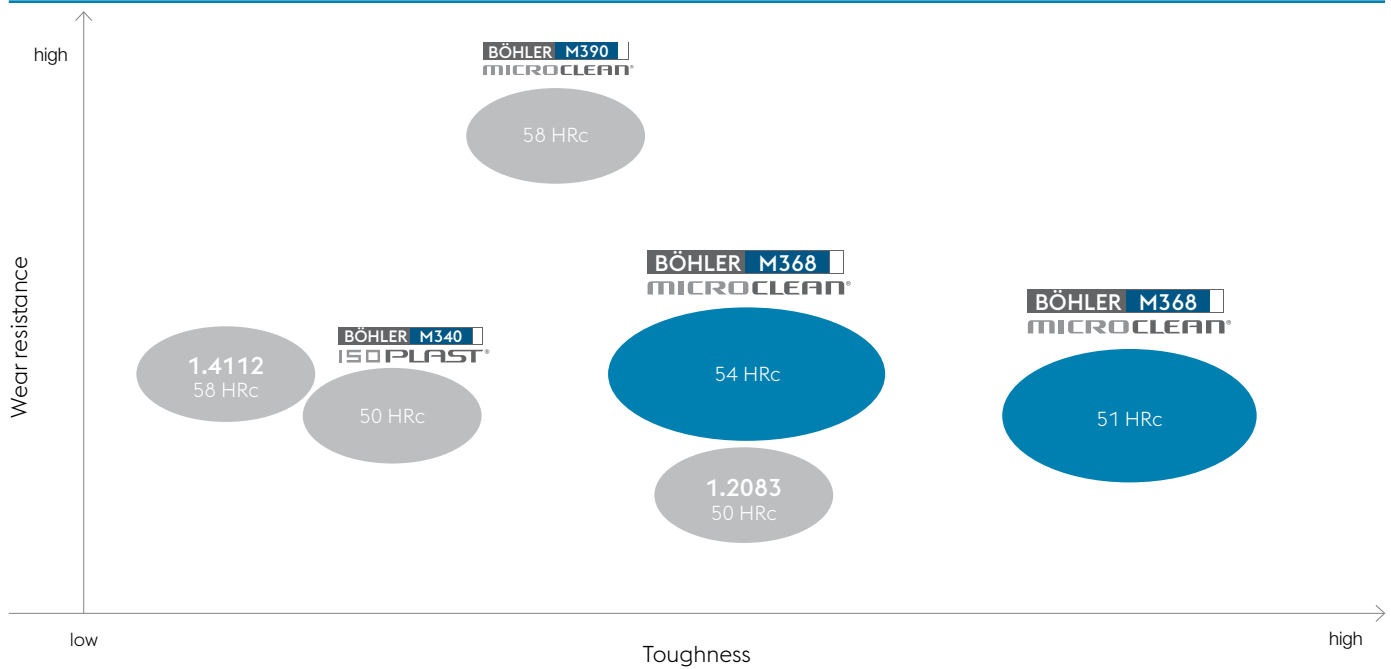 high
BÖHLER M390
MICROCLEAN®
58 HRc
BÖHLER M368
MICROCLEAN®
54 HRc
BÖHLER M368
MICROCLEAN®
51 HRc
1.4112
58 HRc
BÖHLER M340
ISOPLAST®
50 HRc
1.2083
50 HRc
Wear resistance
low
Toughness
high